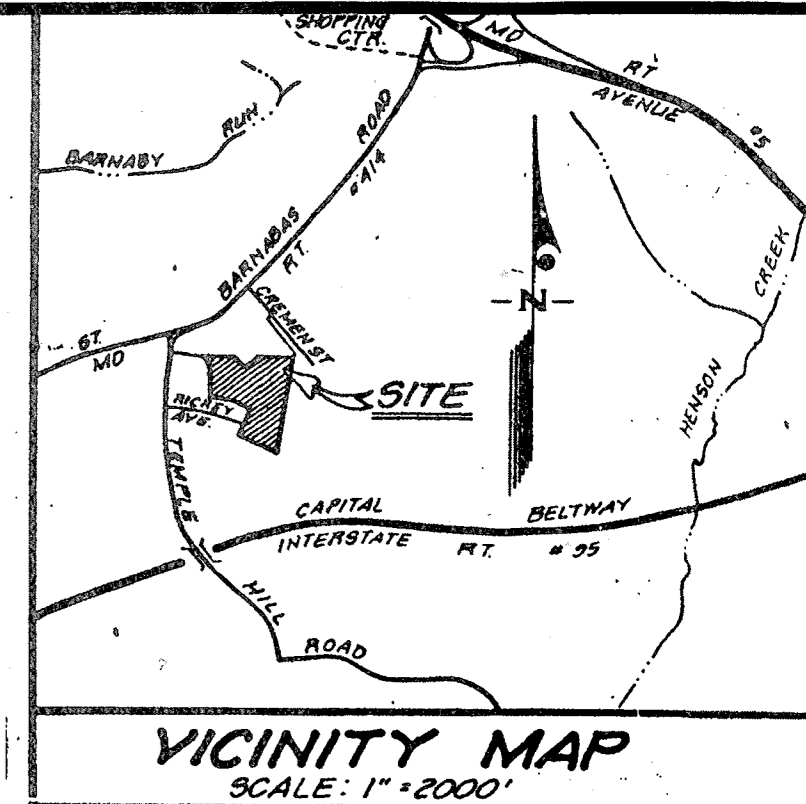 SHOPPING
CTR.
MD
RT
AVENUE
#5
BARNABY RUN
ST. BARNABAS ROAD
MD RT. #414
CREMEN ST
N
SITE
RICHEY
AVE.
TEMPLE HILL ROAD
HENSON CREEK
CAPITAL BELTWAY
INTERSTATE RT. # 95
VICINITY MAP
SCALE: 1" = 2000'